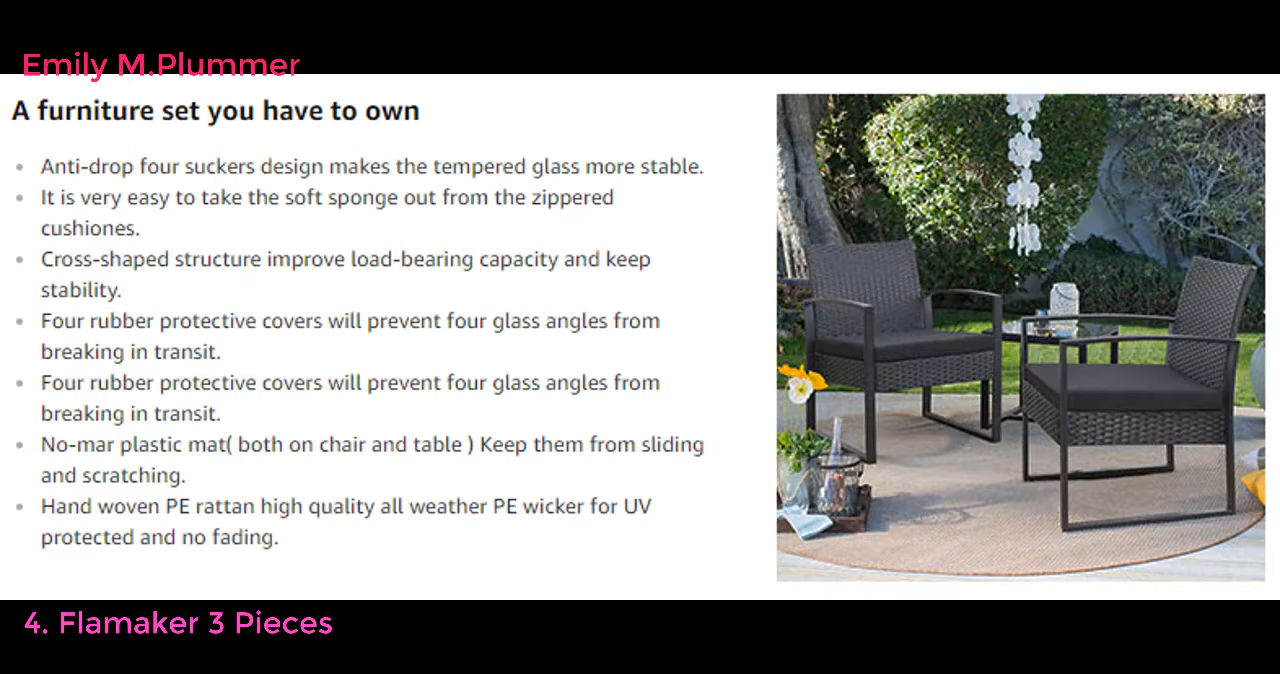 Emily M.Plummer
A furniture set you have to own
Anti-drop four suckers design makes the tempered glass more stable.
It is very easy to take the soft sponge out from the zippered
cushiones.
Cross-shaped structure improve load-bearing capacity and keep
stability.
Four rubber protective covers will prevent four glass angles from
breaking in transit.
Four rubber protective covers will prevent four glass angles from
breaking in transit.
No-mar plastic mat( both on chair and table ) Keep them from sliding
and scratching.
Hand woven PE rattan high quality all weather PE wicker for UV
protected and no fading.
4. Flamaker 3 Pieces